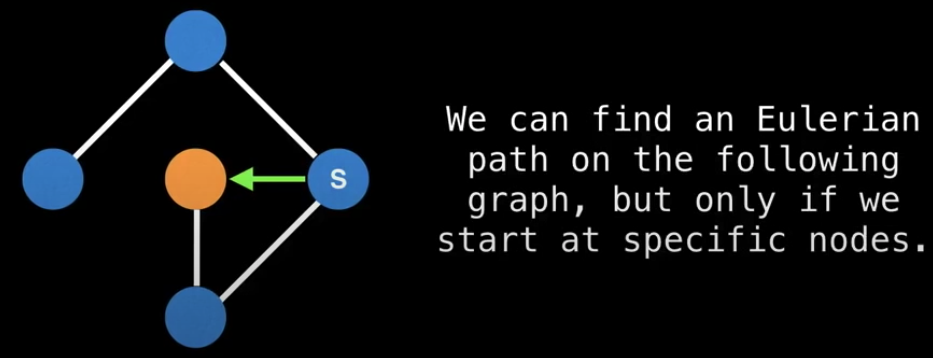 S
We can find an Eulerian
path on the following
graph, but only if we
start at specific nodes.